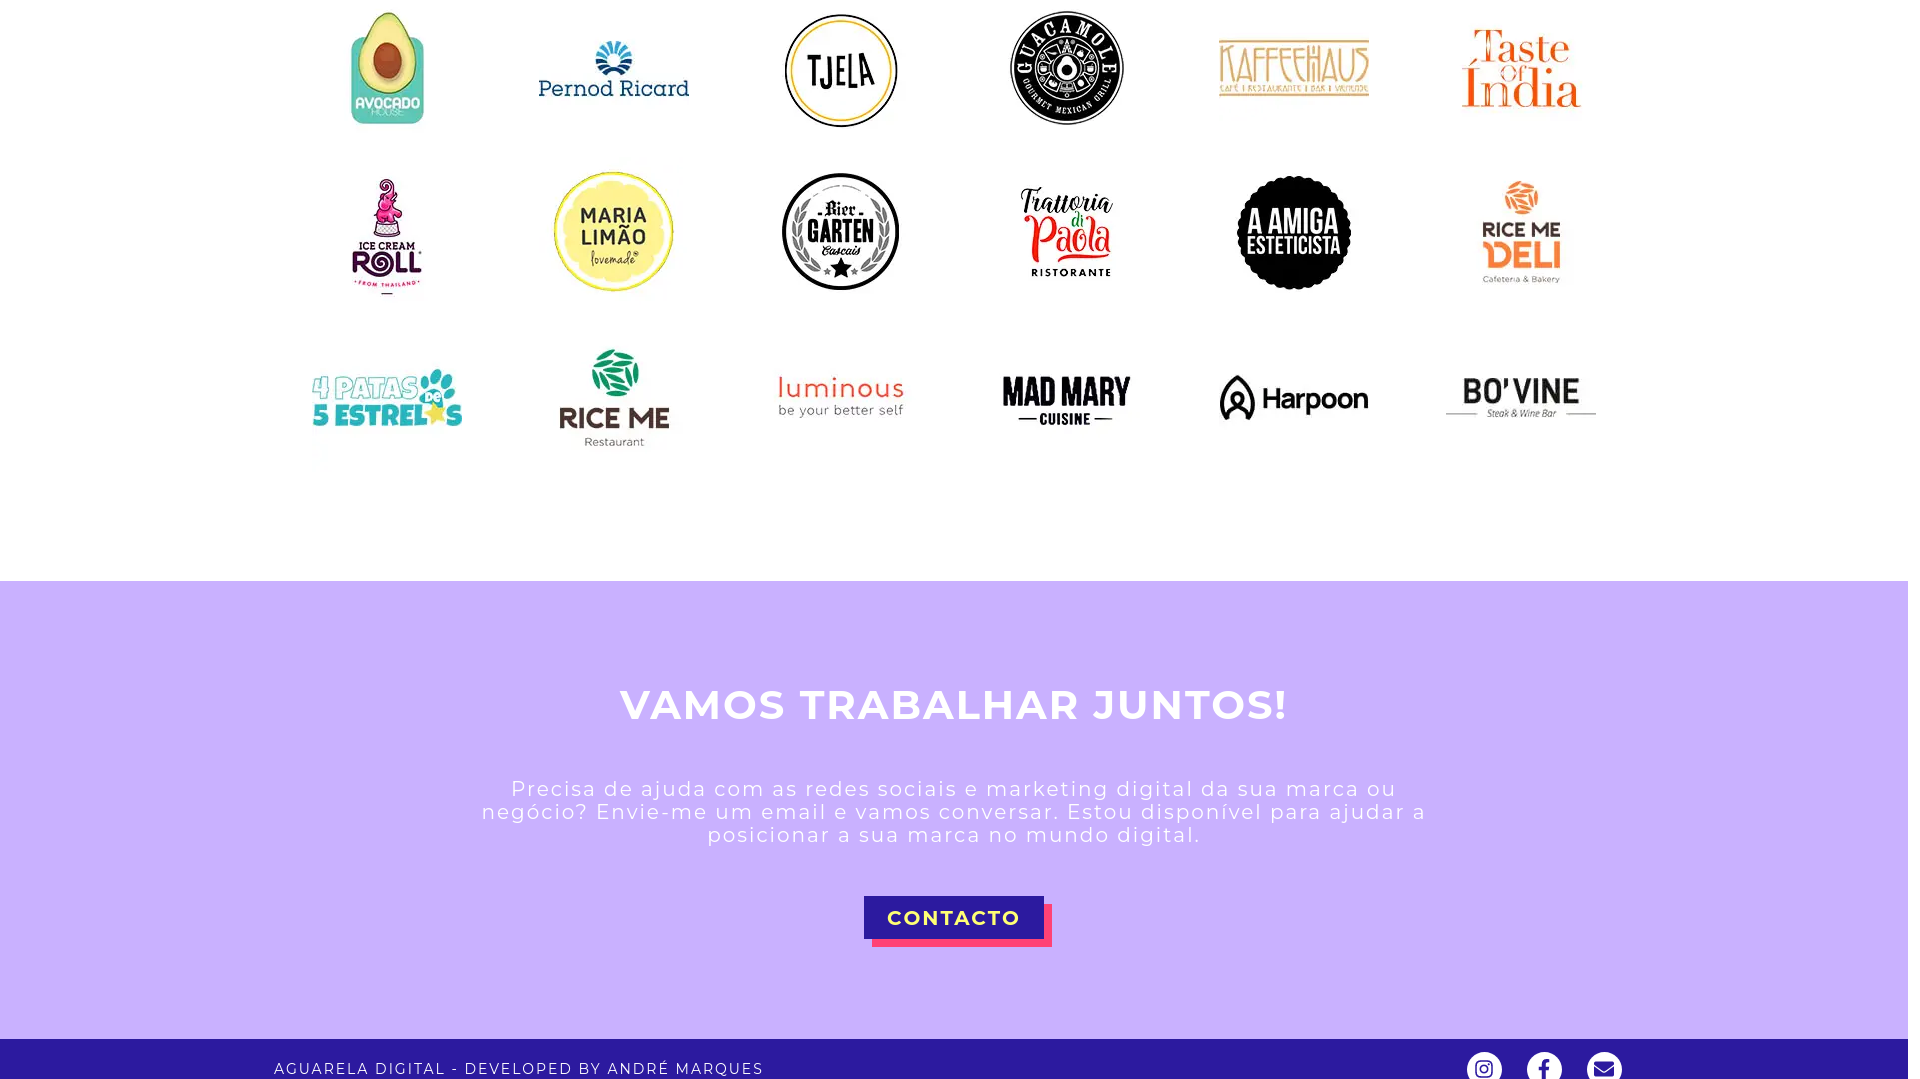 AVOCADO
HOUSE
Pernod Ricard
TJELA
GUACAMOLE
GOURMET MEXICAN GRILL
KAFFEEHAUS
CAFÉ | RESTAURANTE | BAR | VIENENSE
Taste
Of
India
ICE CREAM
ROLL
FROM THAILAND
MARIA
LIMÃO
lovemade
Bier
GARTEN
Cascais
Trattoria
di
Paola
RISTORANTE
A AMIGA
ESTETICISTA
RICE ME
DELI
Cafeteria & Bakery
4 PATAS
DE
5 ESTRELAS
RICE ME
Restaurant
luminous
be your better self
MAD MARY
CUISINE
Harpoon
BO'VINE
Steak & Wine Bar
VAMOS TRABALHAR JUNTOS!
Precisa de ajuda com as redes sociais e marketing digital da sua marca ou
negócio? Envie-me um email e vamos conversar. Estou disponível para ajudar a
posicionar a sua marca no mundo digital.
CONTACTO
AGUARELA DIGITAL - DEVELOPED BY ANDRÉ MARQUES